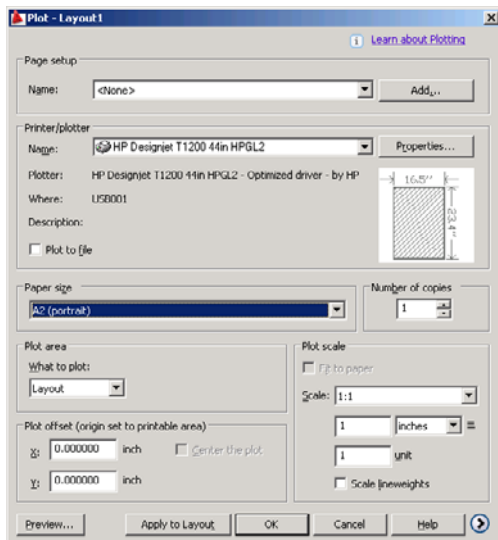 Plot - Layout1
i Learn about Plotting
Page setup
Name: <None> Add...
Printer/plotter
Name: HP Designjet T1200 44in HPGL2 Properties...
Plotter: HP Designjet T1200 44in HPGL2 - Optimized driver - by HP
Where: USB001
Description:
Plot to file
16.5''
23.4''
Paper size
A2 (portrait)
Number of copies
1
Plot area
What to plot:
Layout
Plot offset (origin set to printable area)
X: 0.000000 inch Center the plot
Y: 0.000000 inch
Plot scale
Fit to paper
Scale: 1:1
1 inches =
1 unit
Scale lineweights
Preview... Apply to Layout OK Cancel Help